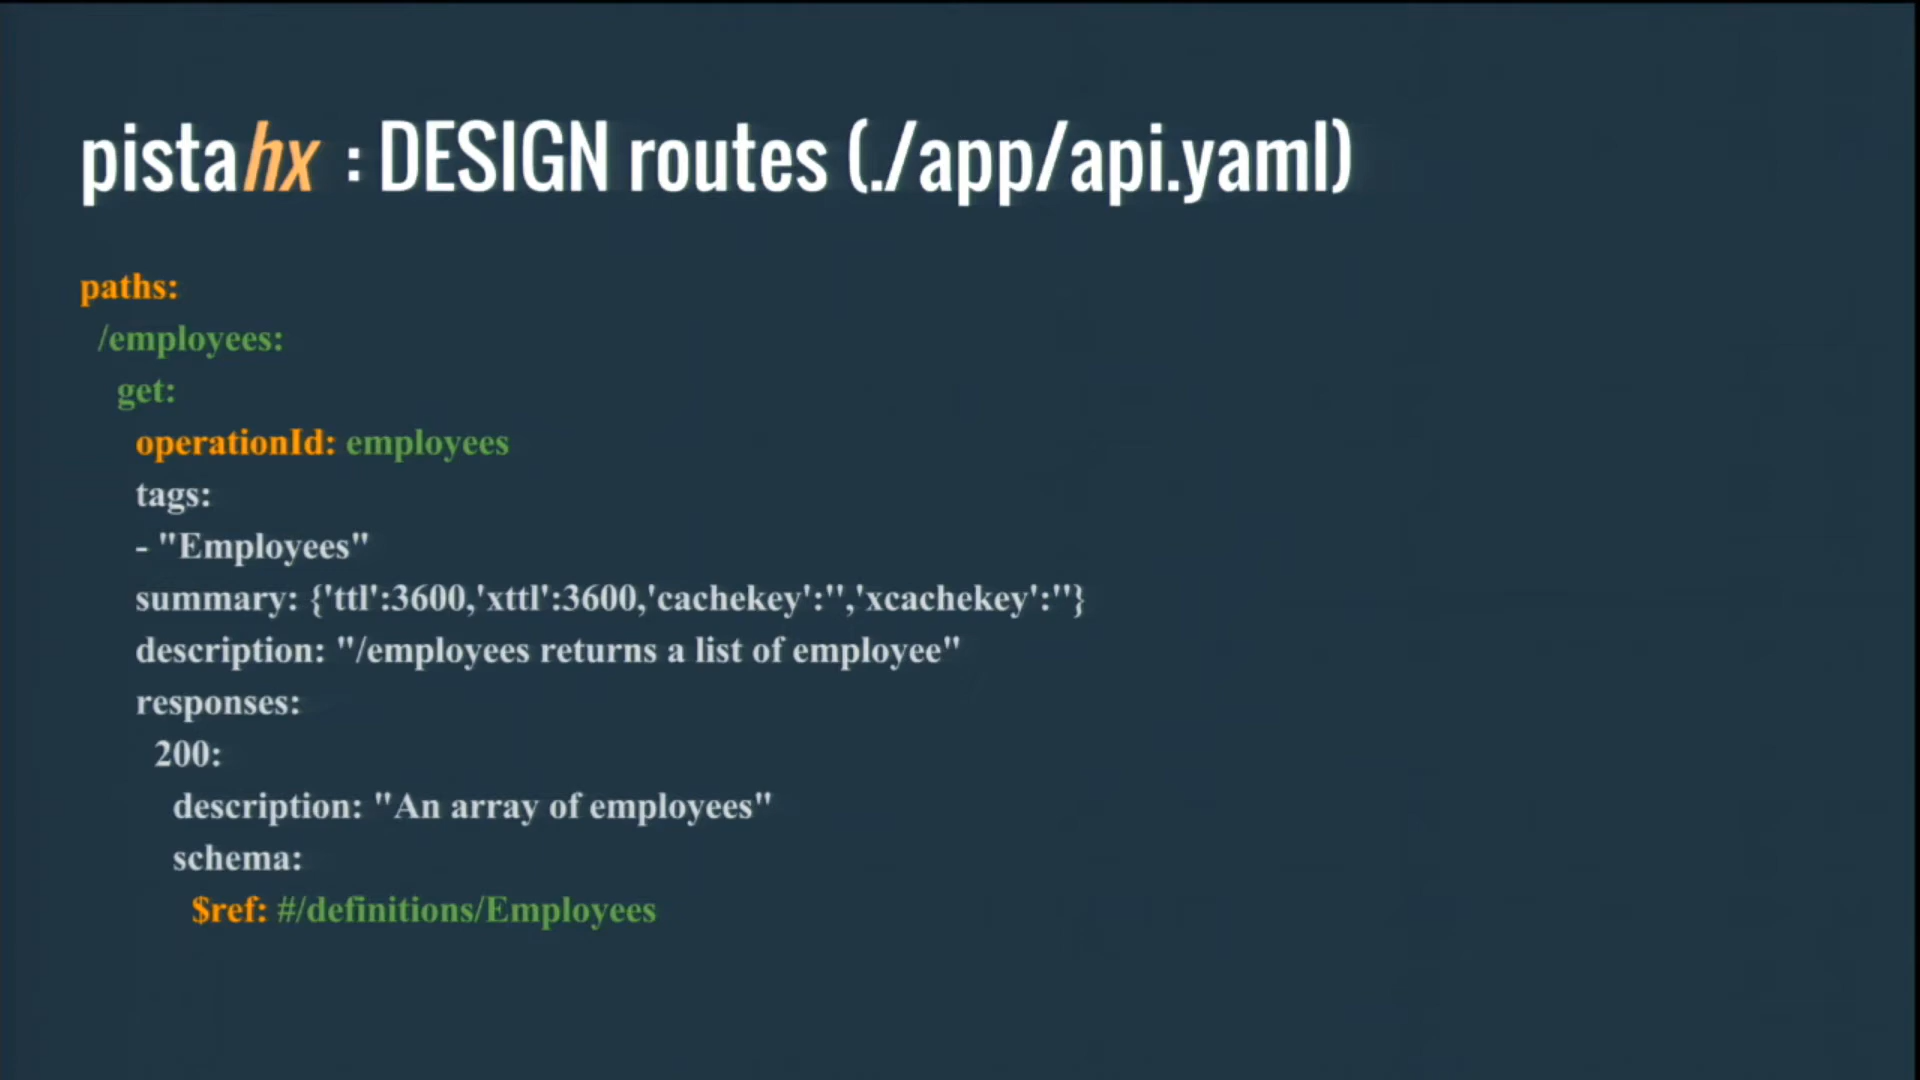 pistahx : DESIGN routes (./app/api.yaml)
paths:
/employees:
get:
operationId: employees
tags:
- "Employees"
summary: {'ttl':3600,'xttl':3600,'cachekey':'','xcachekey':''}
description: "/employees returns a list of employee"
responses:
200:
description: "An array of employees"
schema:
$ref: #/definitions/Employees